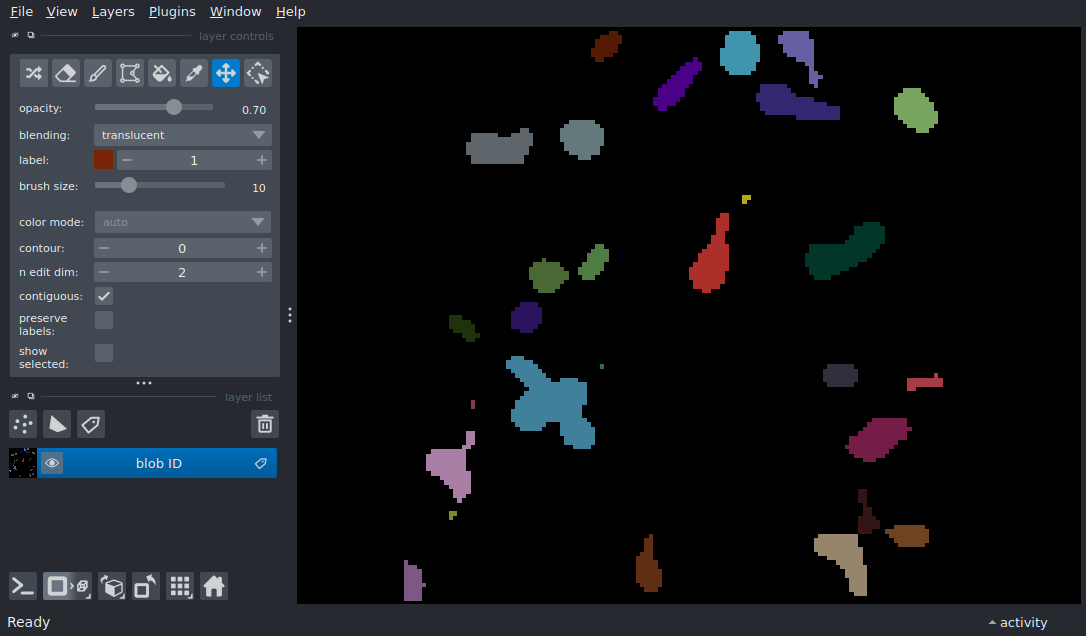 File View Layers Plugins Window Help
layer controls
opacity: 0.70
blending: translucent
label: 1
brush size: 10
color mode: auto
contour: 0
n edit dim: 2
contiguous:
preserve
labels:
show
selected:
layer list
blob ID
Ready
activity